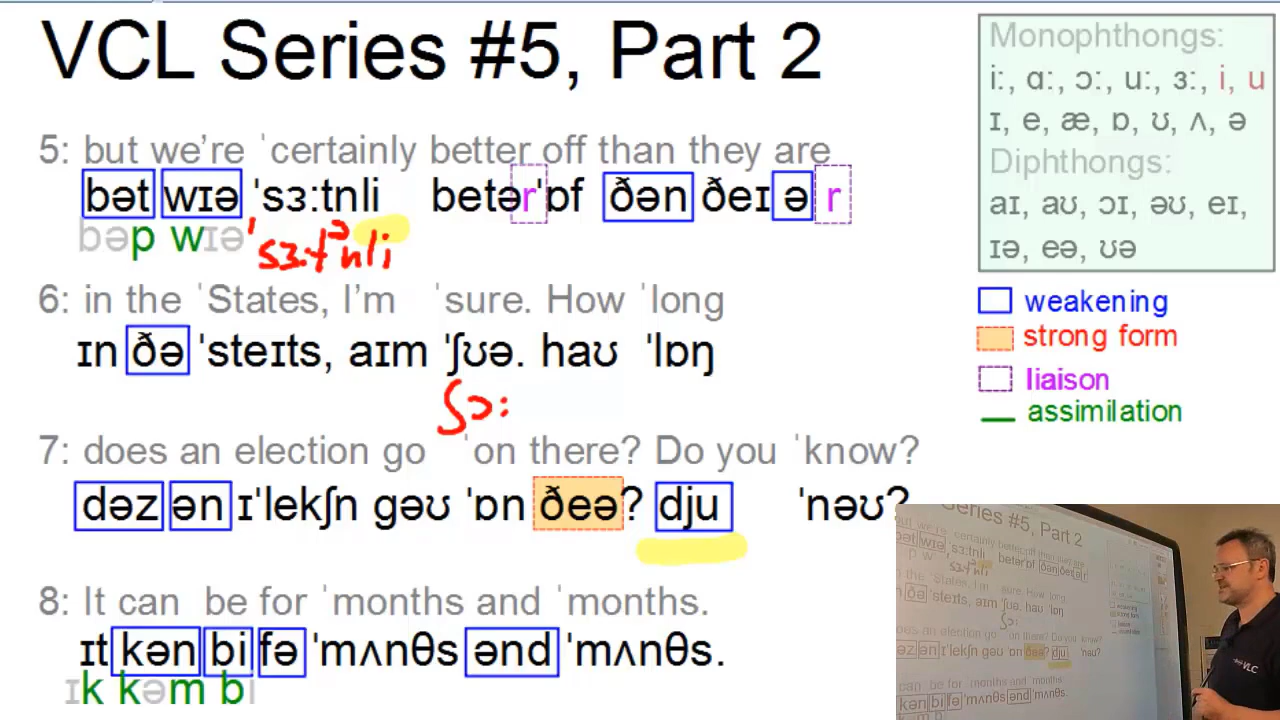 VCL Series #5, Part 2
5: but we're ˈcertainly better off than they are
bət wɪə ˈsɜːtnli betərˈɒf ðən ðeɪ ə r
bəp wɪə ˈsɜːtᵊnli
6: in the ˈStates, I'm ˈsure. How ˈlong
ɪn ðə ˈsteɪts, aɪm ˈʃʊə. haʊ ˈlɒŋ
ʃɔː
7: does an election go ˈon there? Do you ˈknow?
dəz ən ɪˈlekʃn gəʊ ˈɒn ðeə? dju ˈnəʊ?
8: It can be for ˈmonths and ˈmonths.
ɪt kən bi fə ˈmʌnθs ənd ˈmʌnθs.
ɪk kəm bi
Monophthongs:
iː, ɑː, ɔː, uː, ɜː, i, u
ɪ, e, æ, ɒ, ʊ, ʌ, ə
Diphthongs:
aɪ, aʊ, ɔɪ, əʊ, eɪ,
ɪə, eə, ʊə
weakening
strong form
liaison
assimilation
VLC